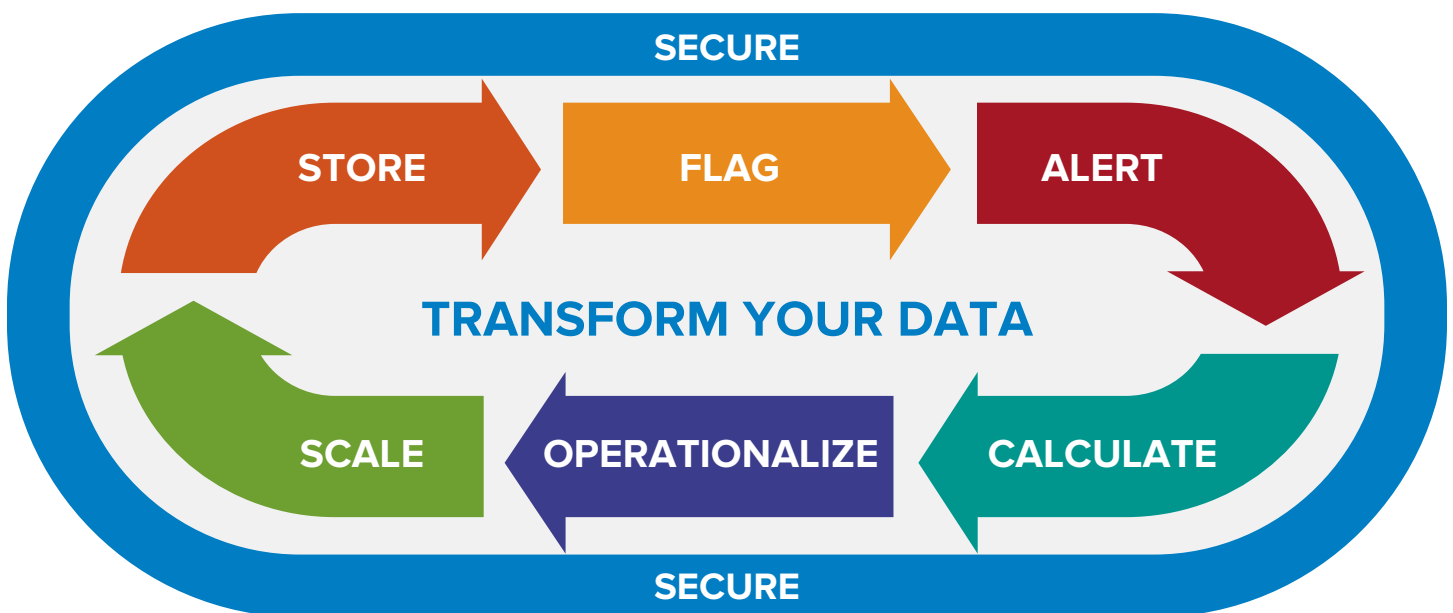 SECURE
STORE
FLAG
ALERT
TRANSFORM YOUR DATA
SCALE
OPERATIONALIZE
CALCULATE
SECURE